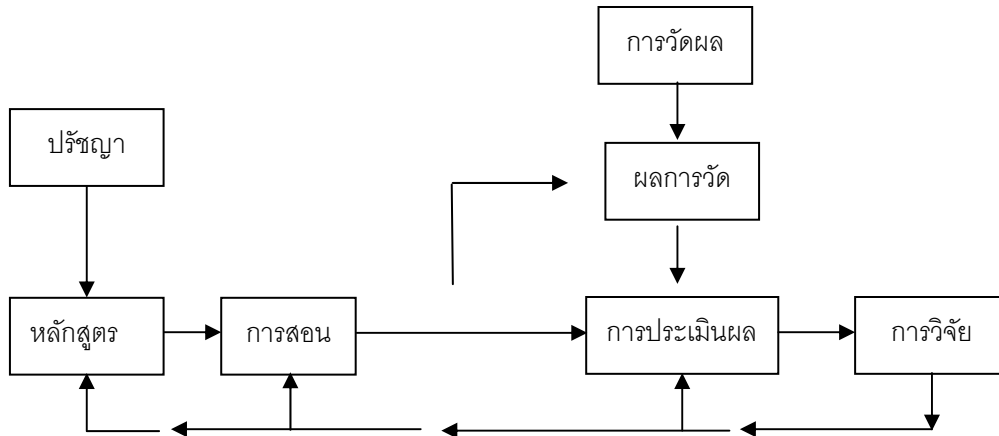 การวัดผล
ปรัชญา
ผลการวัด
หลักสูตร
การสอน
การประเมินผล
การวิจัย